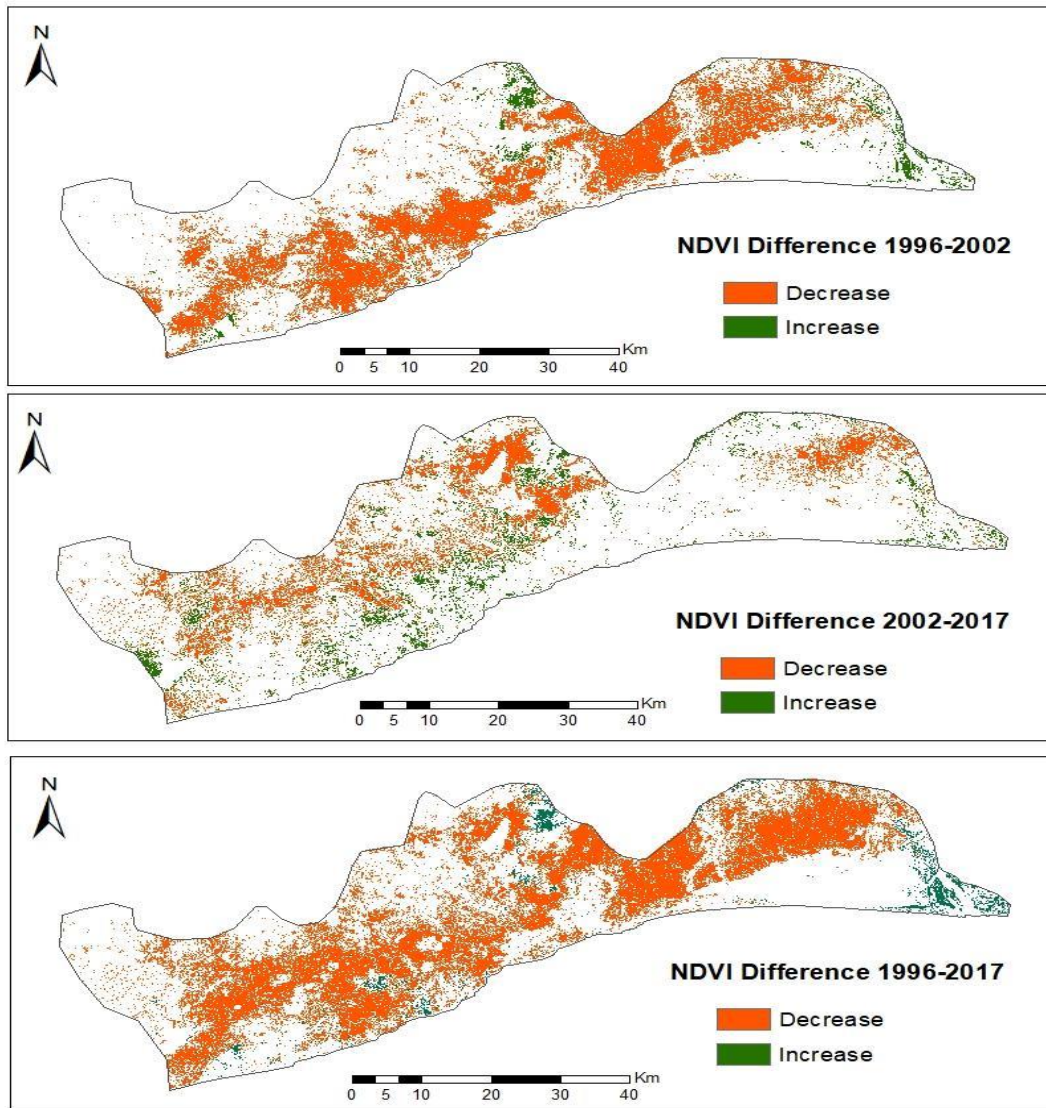 N
NDVI Difference 1996-2002
Decrease
Increase
Km
0 5 10 20 30 40
N
NDVI Difference 2002-2017
Decrease
Increase
Km
0 5 10 20 30 40
N
NDVI Difference 1996-2017
Decrease
Increase
Km
0 5 10 20 30 40